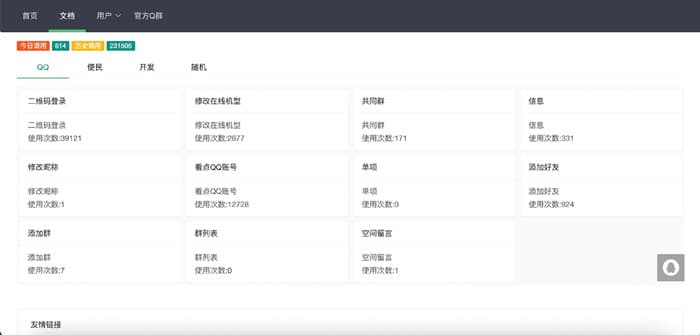 首页 文档 用户 官方Q群
今日调用 614 历史调用 231506
QQ 便民 开发 随机
二维码登录 修改在线机型 共同群 信息
二维码登录 修改在线机型 共同群 信息
使用次数:39121 使用次数:2677 使用次数:171 使用次数:331
修改昵称 看点QQ账号 单项 添加好友
修改昵称 看点QQ账号 单项 添加好友
使用次数:1 使用次数:12728 使用次数:0 使用次数:924
添加群 群列表 空间留言
添加群 群列表 空间留言
使用次数:7 使用次数:0 使用次数:1
友情链接